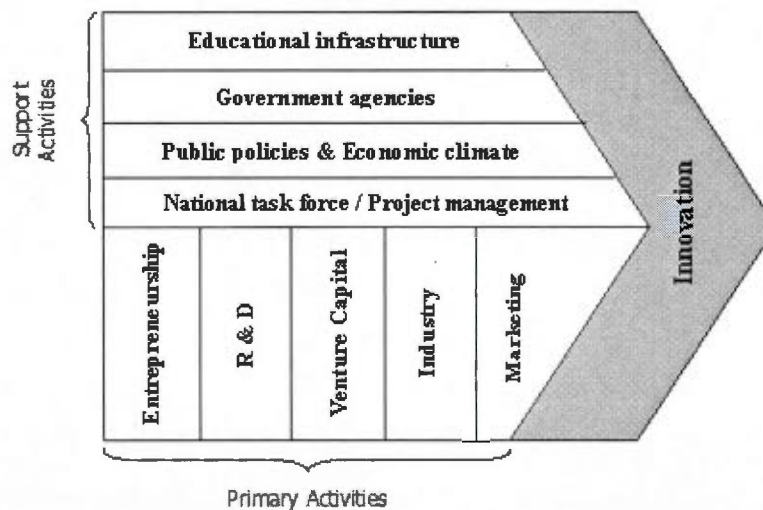 Educational infrastructure
Government agencies
Public policies & Economic climate
National task force / Project management
Support
Activities
Entrepreneurship
R & D
Venture Capital
Industry
Marketing
Innovation
Primary Activities